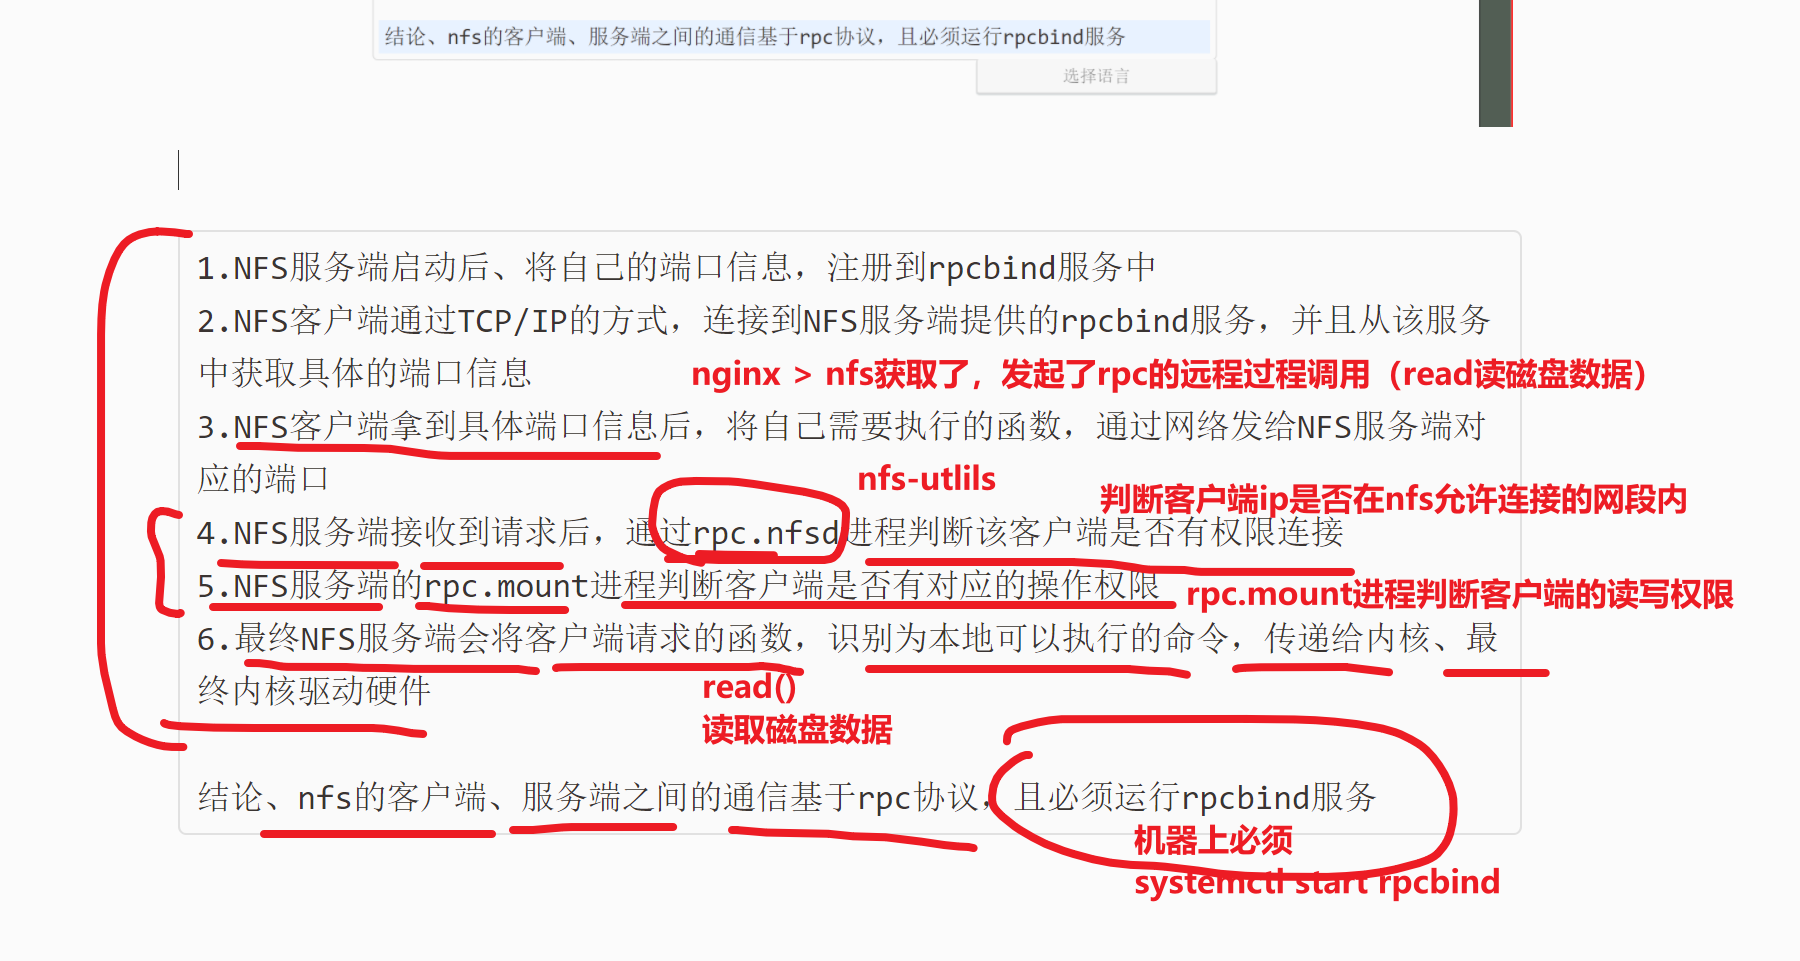 结论、nfs的客户端、服务端之间的通信基于rpc协议，且必须运行rpcbind服务
选择语言
1.NFS服务端启动后、将自己的端口信息，注册到rpcbind服务中
2.NFS客户端通过TCP/IP的方式，连接到NFS服务端提供的rpcbind服务，并且从该服务
中获取具体的端口信息
nginx > nfs获取了，发起了rpc的远程过程调用（read读磁盘数据）
3.NFS客户端拿到具体端口信息后，将自己需要执行的函数，通过网络发给NFS服务端对
应的端口
nfs-utlils
判断客户端ip是否在nfs允许连接的网段内
4.NFS服务端接收到请求后，通过rpc.nfsd进程判断该客户端是否有权限连接
5.NFS服务端的rpc.mount进程判断客户端是否有对应的操作权限
rpc.mount进程判断客户端的读写权限
6.最终NFS服务端会将客户端请求的函数，识别为本地可以执行的命令，传递给内核、最
终内核驱动硬件
read()
读取磁盘数据
结论、nfs的客户端、服务端之间的通信基于rpc协议，且必须运行rpcbind服务
机器上必须
systemctl start rpcbind